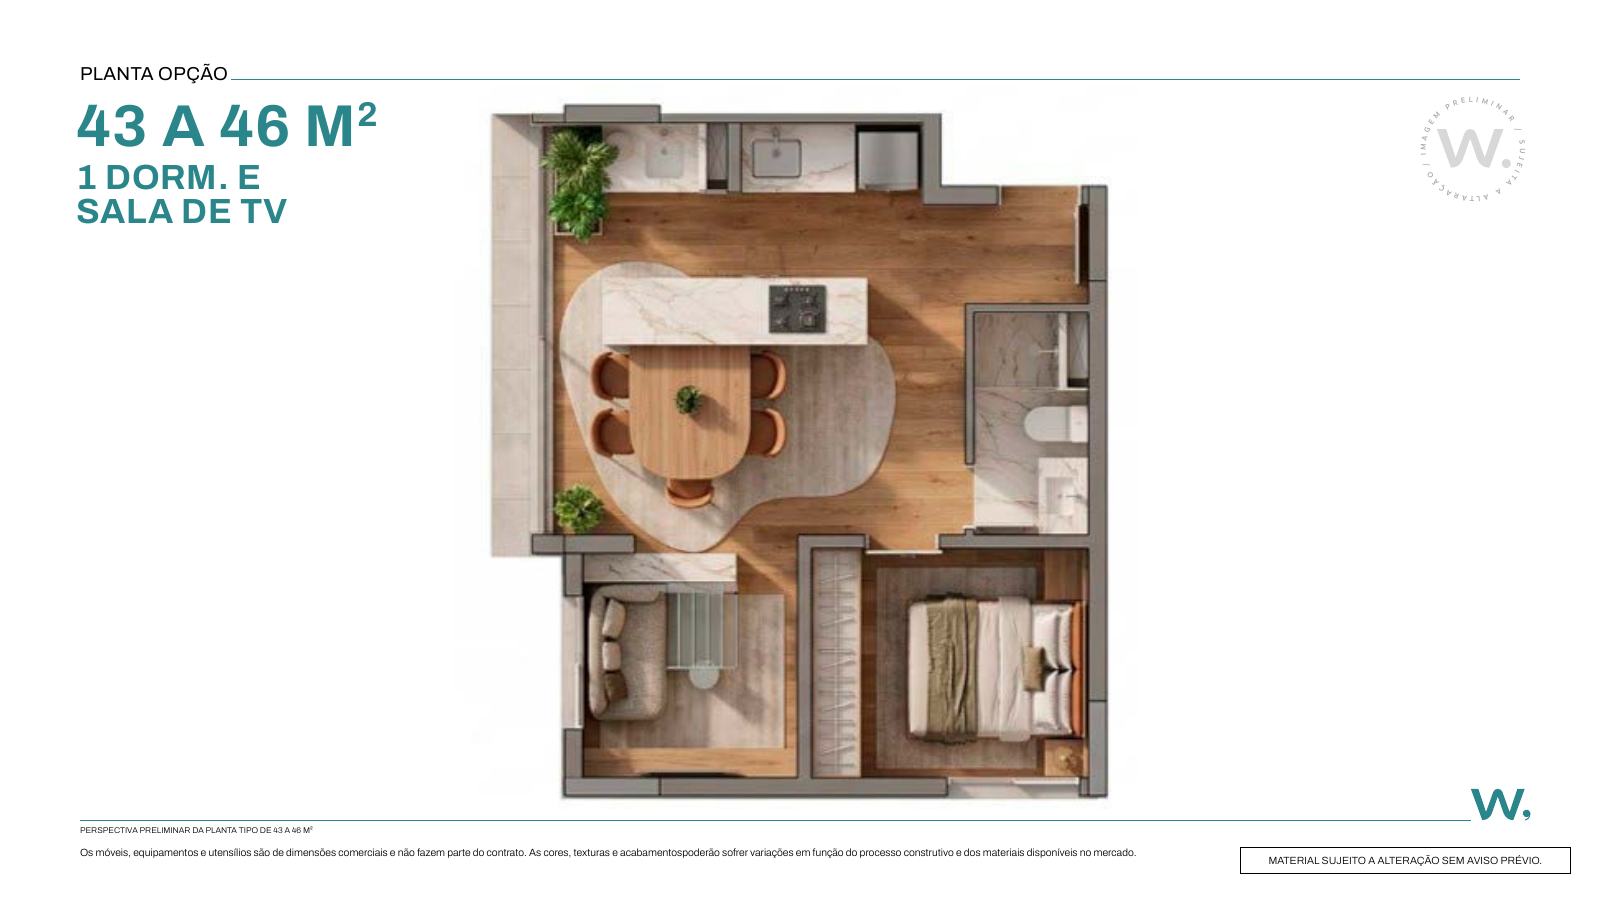 PLANTA OPÇÃO
43 A 46 M²
1 DORM. E
SALA DE TV
IMAGEM PRELIMINAR / SUJEITA A ALTARAÇÃO /
W.
W,
PERSPECTIVA PRELIMINAR DA PLANTA TIPO DE 43 A 46 M²
Os móveis, equipamentos e utensílios são de dimensões comerciais e não fazem parte do contrato. As cores, texturas e acabamentospoderão sofrer variações em função do processo construtivo e dos materiais disponíveis no mercado.
MATERIAL SUJEITO A ALTERAÇÃO SEM AVISO PRÉVIO.